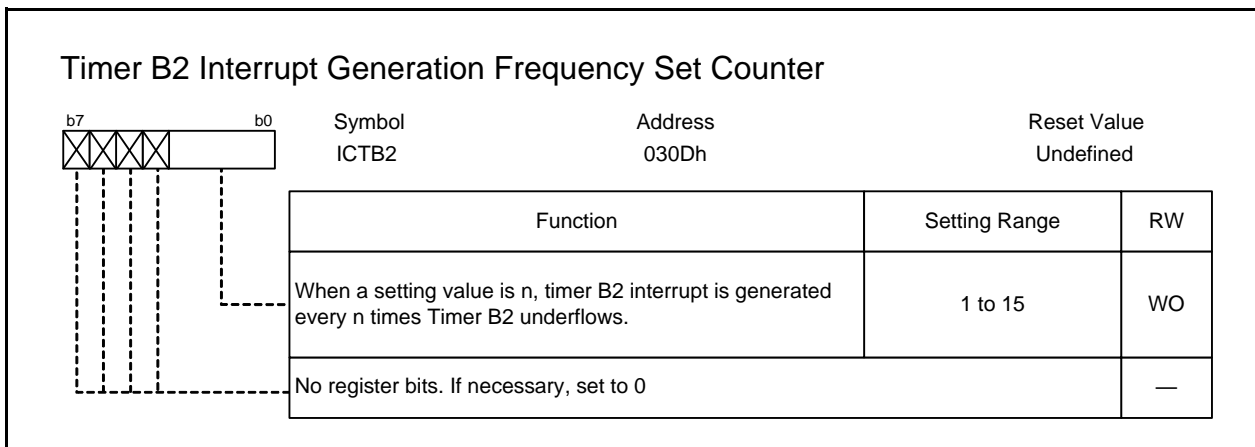 Timer B2 Interrupt Generation Frequency Set Counter
b7 b0 Symbol Address Reset Value
ICTB2 030Dh Undefined
Function Setting Range RW
When a setting value is n, timer B2 interrupt is generated
every n times Timer B2 underflows.
1 to 15 WO
No register bits. If necessary, set to 0 —